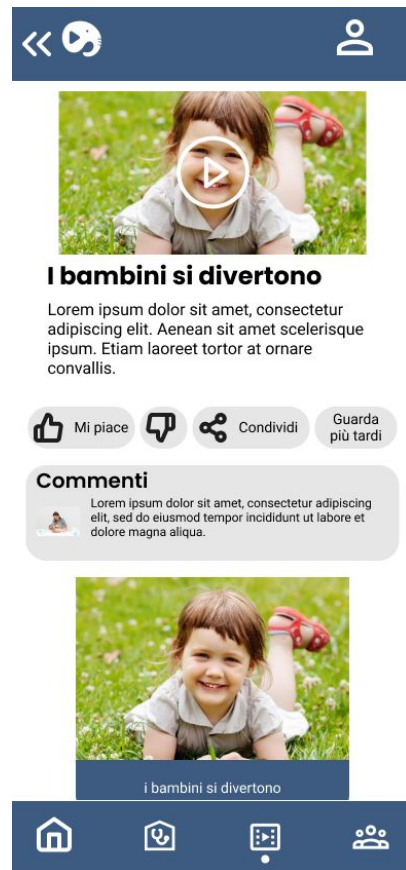 I bambini si divertono
Lorem ipsum dolor sit amet, consectetur
adipiscing elit. Aenean sit amet scelerisque
ipsum. Etiam laoreet tortor at ornare
convallis.
Mi piace
Condividi
Guarda
più tardi
Commenti
Lorem ipsum dolor sit amet, consectetur adipiscing
elit, sed do eiusmod tempor incididunt ut labore et
dolore magna aliqua.
i bambini si divertono